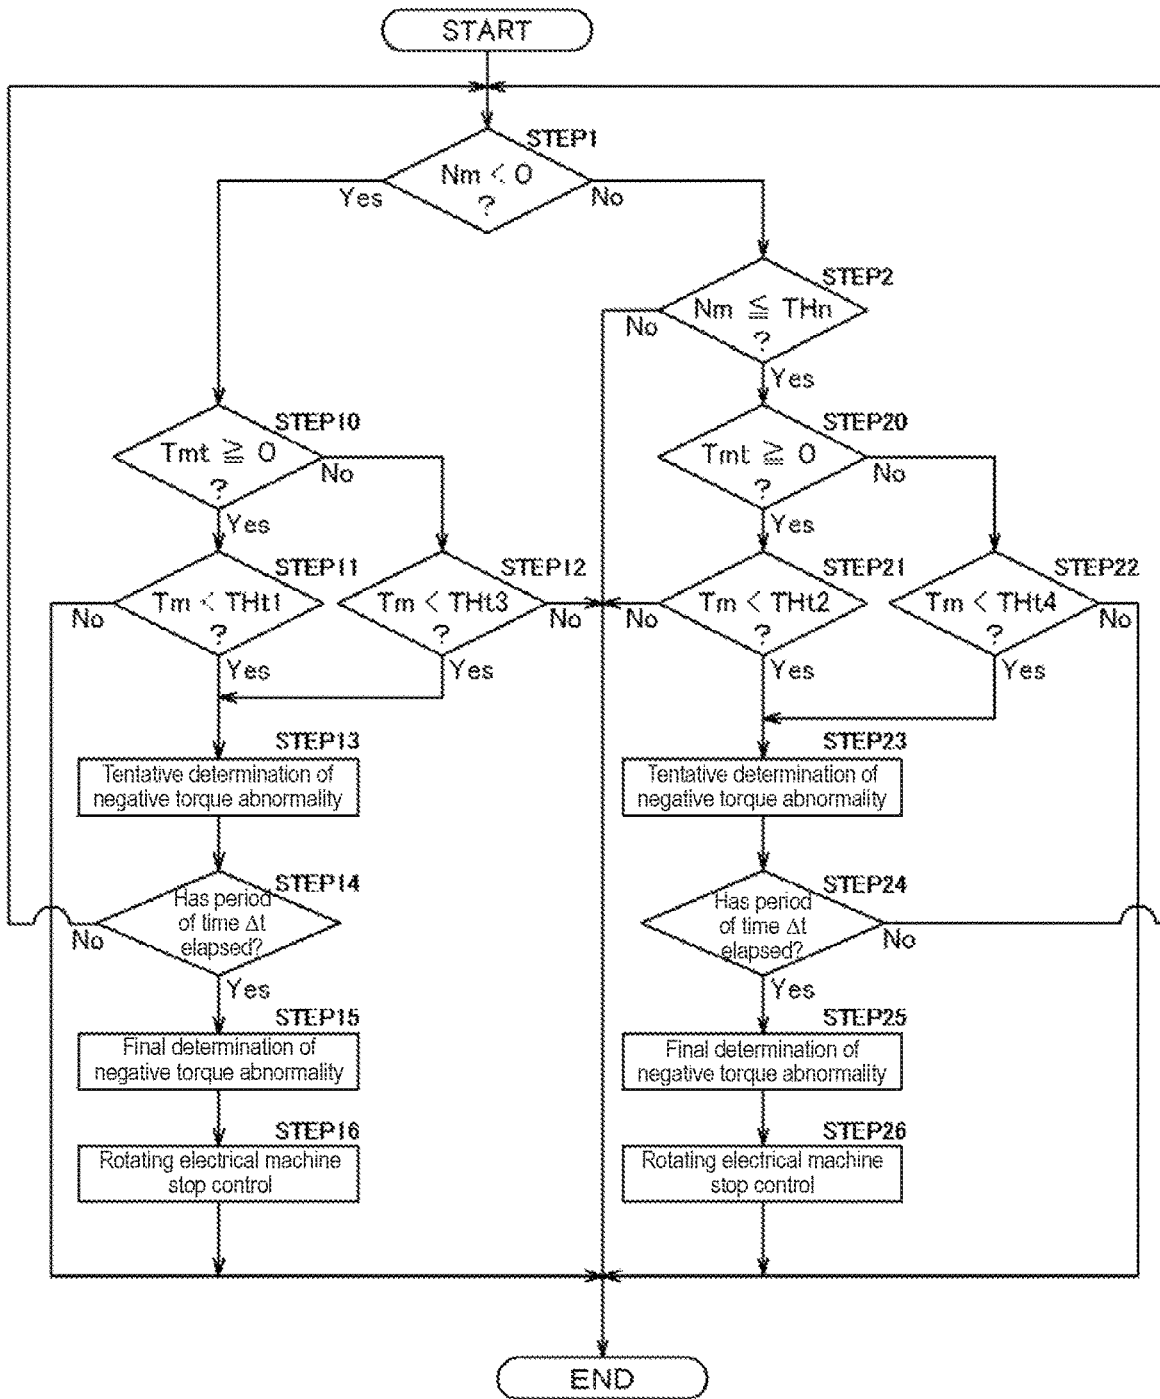 START
STEP1
Nm < 0
?
Yes
No
STEP2
Nm ≦ THn
?
No
Yes
STEP10
Tmt ≧ 0
?
No
Yes
STEP20
Tmt ≧ 0
?
No
Yes
STEP11
Tm < THt1
?
No
Yes
STEP12
Tm < THt3
?
No
Yes
STEP21
Tm < THt2
?
No
Yes
STEP22
Tm < THt4
?
No
Yes
STEP13
Tentative determination of
negative torque abnormality
STEP23
Tentative determination of
negative torque abnormality
STEP14
Has period
of time Δt
elapsed?
No
Yes
STEP24
Has period
of time Δt
elapsed?
No
Yes
STEP15
Final determination of
negative torque abnormality
STEP25
Final determination of
negative torque abnormality
STEP16
Rotating electrical machine
stop control
STEP26
Rotating electrical machine
stop control
END